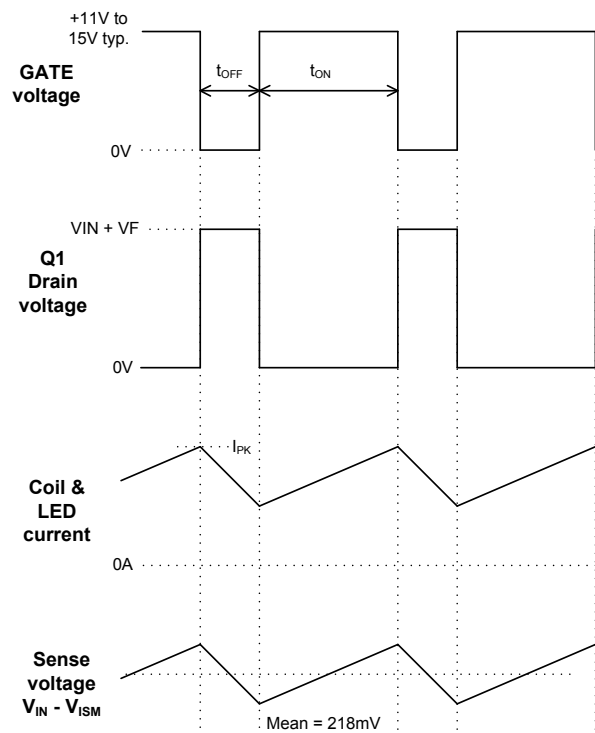 +11V to
15V typ.
GATE
voltage
tOFF
tON
0V
VIN + VF
Q1
Drain
voltage
0V
IPK
Coil &
LED
current
0A
Sense
voltage
VIN - VISM
Mean = 218mV